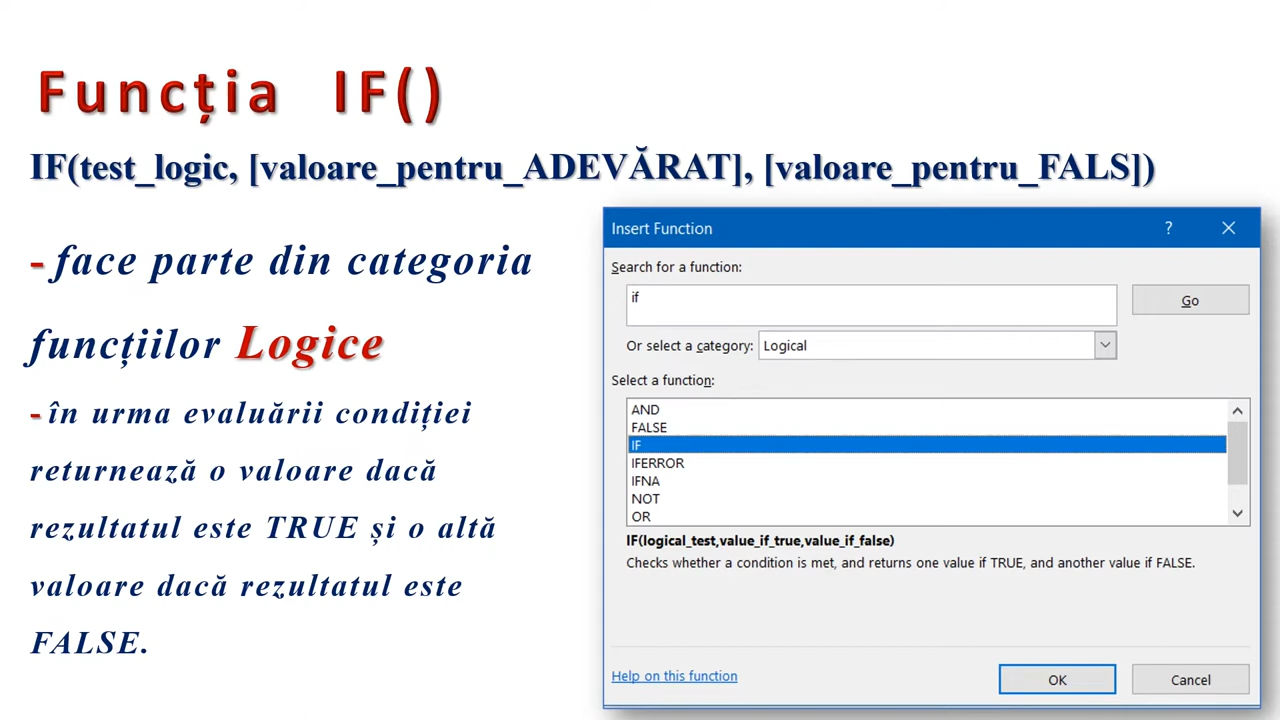 Funcția IF()
IF(test_logic, [valoare_pentru_ADEVĂRAT], [valoare_pentru_FALS])
- face parte din categoria
funcțiilor Logice
- în urma evaluării condiției
returnează o valoare dacă
rezultatul este TRUE și o altă
valoare dacă rezultatul este
FALSE.
Insert Function ?
Search for a function:
if
Go
Or select a category: Logical
Select a function:
AND
FALSE
IF
IFERROR
IFNA
NOT
OR
IF(logical_test,value_if_true,value_if_false)
Checks whether a condition is met, and returns one value if TRUE, and another value if FALSE.
Help on this function
OK Cancel